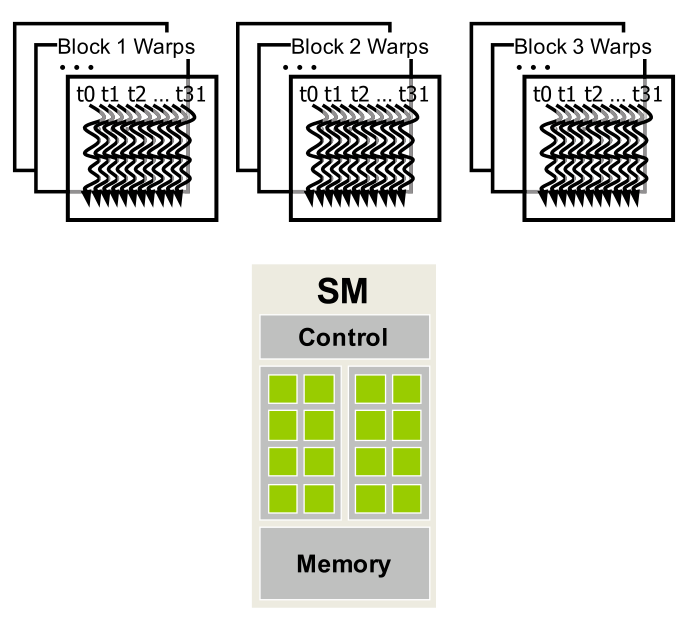 Block 1 Warps Block 2 Warps Block 3 Warps
... ... ...
t0 t1 t2 ... t31 t0 t1 t2 ... t31 t0 t1 t2 ... t31
SM
Control
Memory